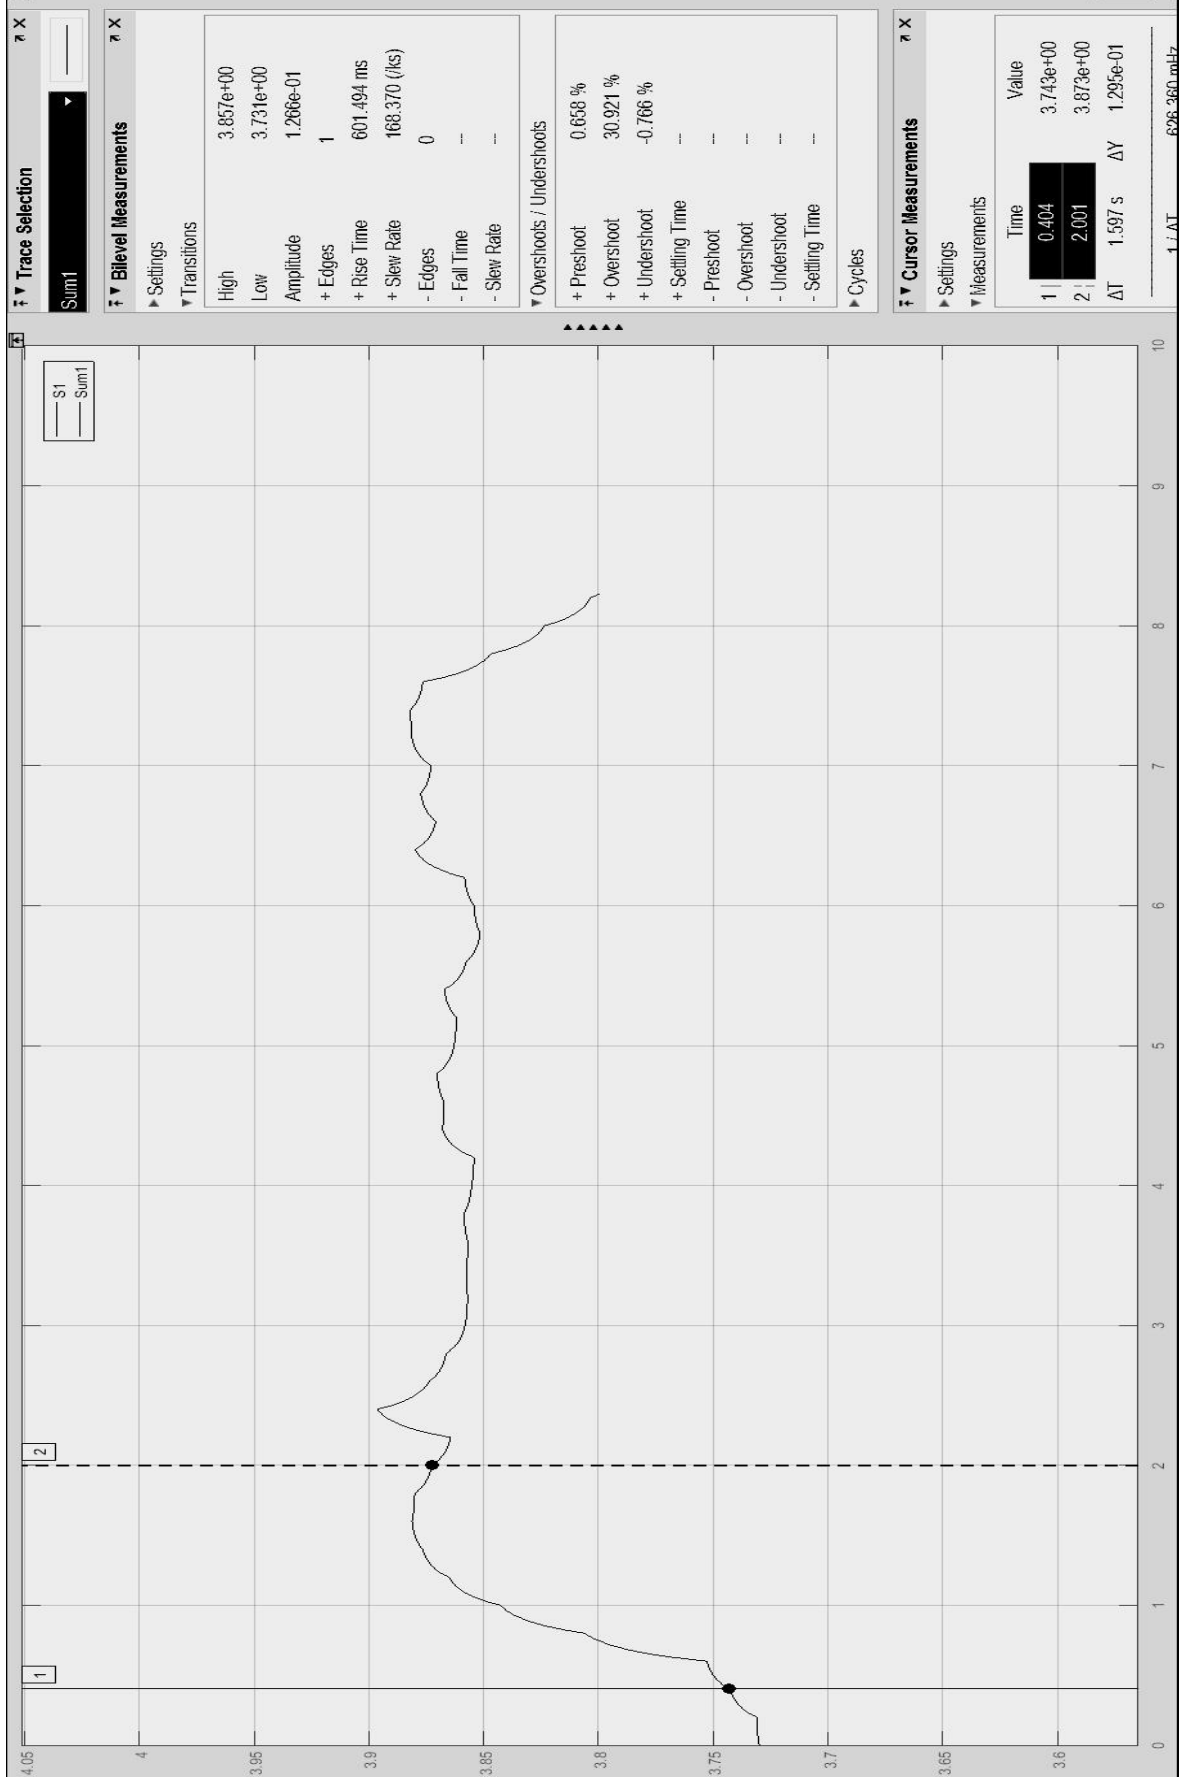 Trace Selection
Sum1
Bilevel Measurements
Settings
Transitions
High 3.857e+00
Low 3.731e+00
Amplitude 1.266e-01
+ Edges 1
+ Rise Time 601.494 ms
+ Slew Rate 168.370 (/ks)
- Edges 0
- Fall Time --
- Slew Rate --
Overshoots / Undershoots
+ Preshoot 0.658 %
+ Overshoot 30.921 %
+ Undershoot -0.766 %
+ Settling Time --
- Preshoot --
- Overshoot --
- Undershoot --
- Settling Time --
Cycles
Cursor Measurements
Settings
Measurements
Time Value
1 | 0.404 3.743e+00
2 ¦ 2.001 3.873e+00
ΔT 1.597 s ΔY 1.295e-01
1 / ΔT 626.360 mHz
S1
Sum1
1
2
4.05
4
3.95
3.9
3.85
3.8
3.75
3.7
3.65
3.6
0 1 2 3 4 5 6 7 8 9 10